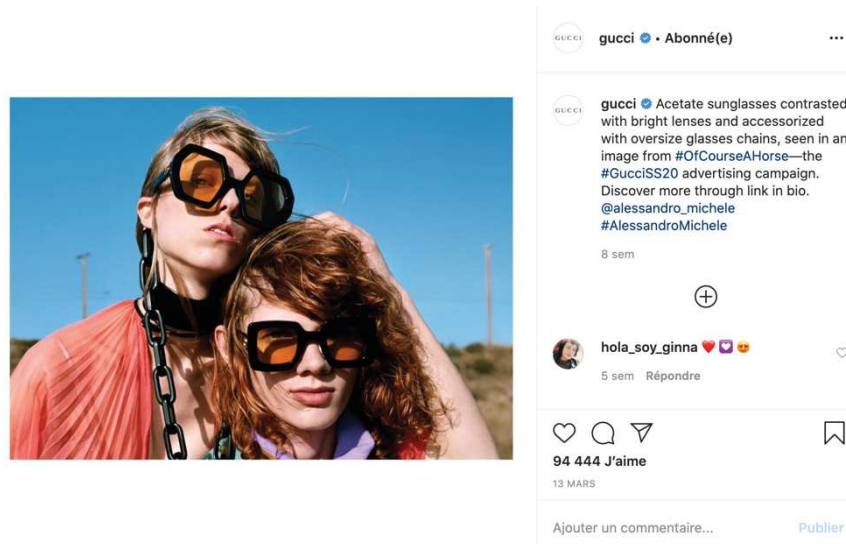 GUCCI
gucci • Abonné(e)
GUCCI
gucci Acetate sunglasses contrasted
with bright lenses and accessorized
with oversize glasses chains, seen in an
image from #OfCourseAHorse—the
#GucciSS20 advertising campaign.
Discover more through link in bio.
@alessandro_michele
#AlessandroMichele
8 sem
hola_soy_ginna ❤️ 💟 😍
5 sem Répondre
94 444 J’aime
13 MARS
Ajouter un commentaire...
Publier